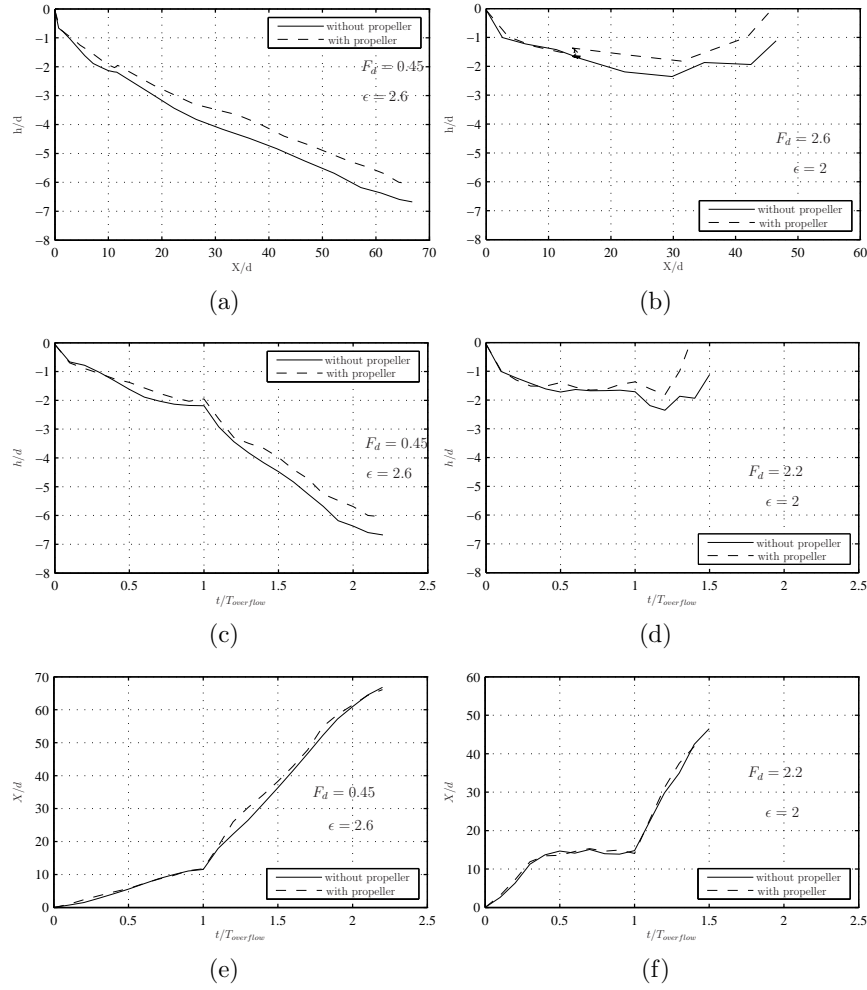 0
−1
−2
−3
−4
−5
−6
−7
−8
h/d
0 10 20 30 40 50 60 70
X/d
without propeller
with propeller
F_d = 0.45
ϵ = 2.6
(a)
0
−1
−2
−3
−4
−5
−6
−7
−8
h/d
0 10 20 30 40 50 60
X/d
F_d = 2.6
ϵ = 2
without propeller
with propeller
(b)
0
−1
−2
−3
−4
−5
−6
−7
−8
h/d
0 0.5 1 1.5 2 2.5
t/T_overflow
without propeller
with propeller
F_d = 0.45
ϵ = 2.6
(c)
0
−1
−2
−3
−4
−5
−6
−7
−8
h/d
0 0.5 1 1.5 2 2.5
t/T_overflow
F_d = 2.2
ϵ = 2
without propeller
with propeller
(d)
70
60
50
40
30
20
10
0
X/d
0 0.5 1 1.5 2 2.5
t/T_overflow
F_d = 0.45
ϵ = 2.6
without propeller
with propeller
(e)
60
50
40
30
20
10
0
X/d
0 0.5 1 1.5 2 2.5
t/T_overflow
F_d = 2.2
ϵ = 2
without propeller
with propeller
(f)